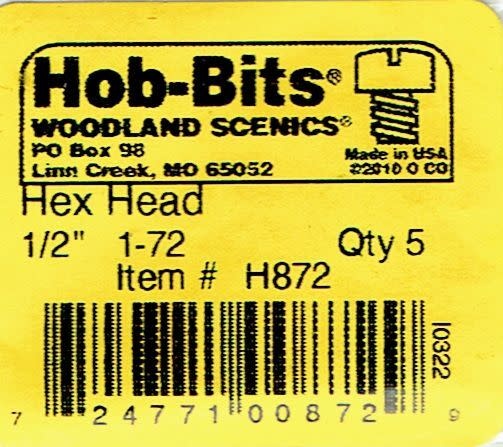 Hob-Bits®
WOODLAND SCENICS®
PO Box 98
Linn Creek, MO 65052
Made in USA
©2010 O CO
Hex Head
1/2" 1-72 Qty 5
Item # H872
I0322
7 24771 00872 9